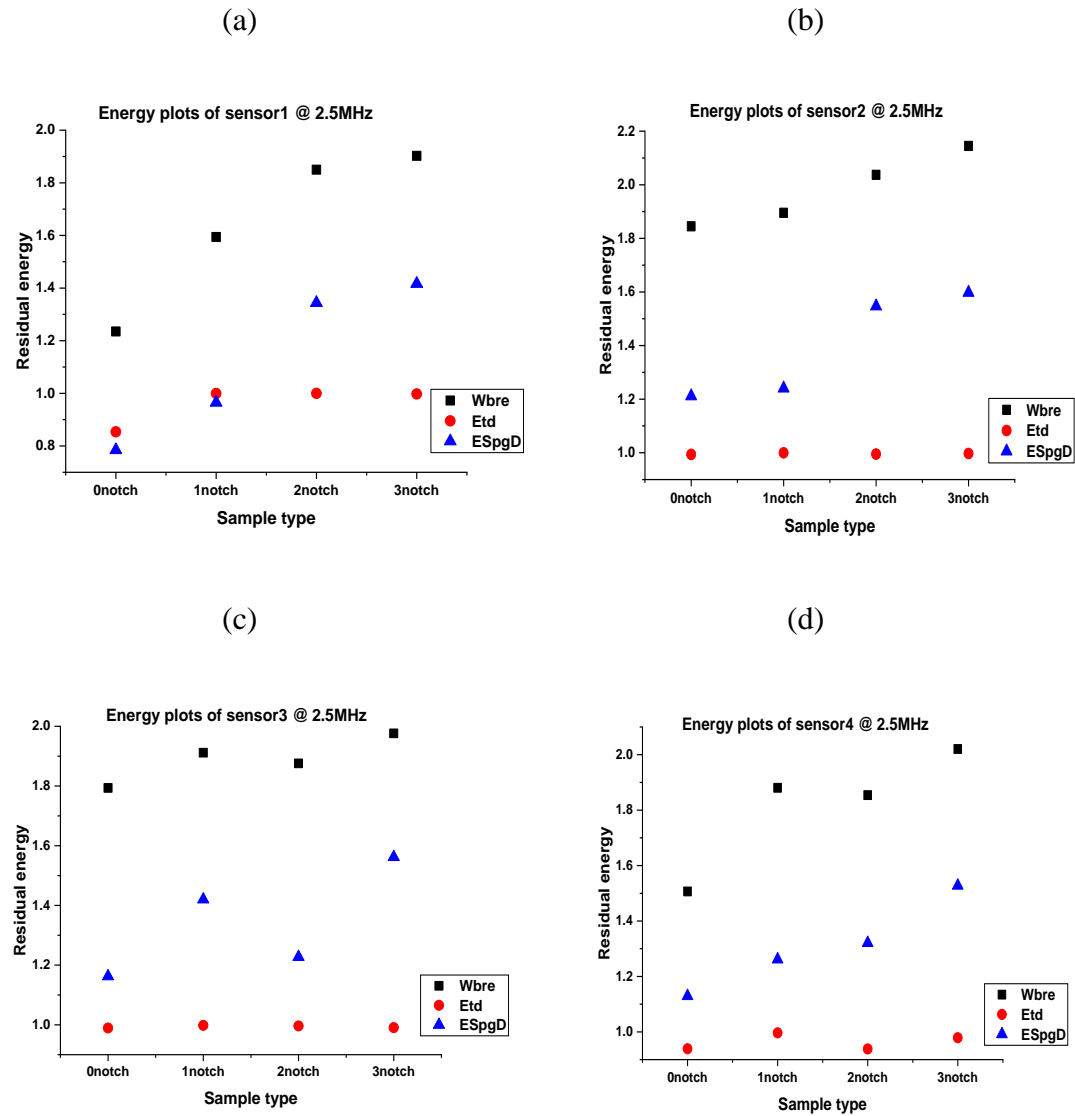 (a)
Energy plots of sensor1 @ 2.5MHz
2.0
1.8
1.6
1.4
1.2
1.0
0.8
Residual energy
Wbre
Etd
ESpgD
0notch 1notch 2notch 3notch
Sample type
(b)
Energy plots of sensor2 @ 2.5MHz
2.2
2.0
1.8
1.6
1.4
1.2
1.0
Residual energy
Wbre
Etd
ESpgD
0notch 1notch 2notch 3notch
Sample type
(c)
Energy plots of sensor3 @ 2.5MHz
2.0
1.8
1.6
1.4
1.2
1.0
Residual energy
Wbre
Etd
ESpgD
0notch 1notch 2notch 3notch
Sample type
(d)
Energy plots of sensor4 @ 2.5MHz
2.0
1.8
1.6
1.4
1.2
1.0
Residual energy
Wbre
Etd
ESpgD
0notch 1notch 2notch 3notch
Sample type